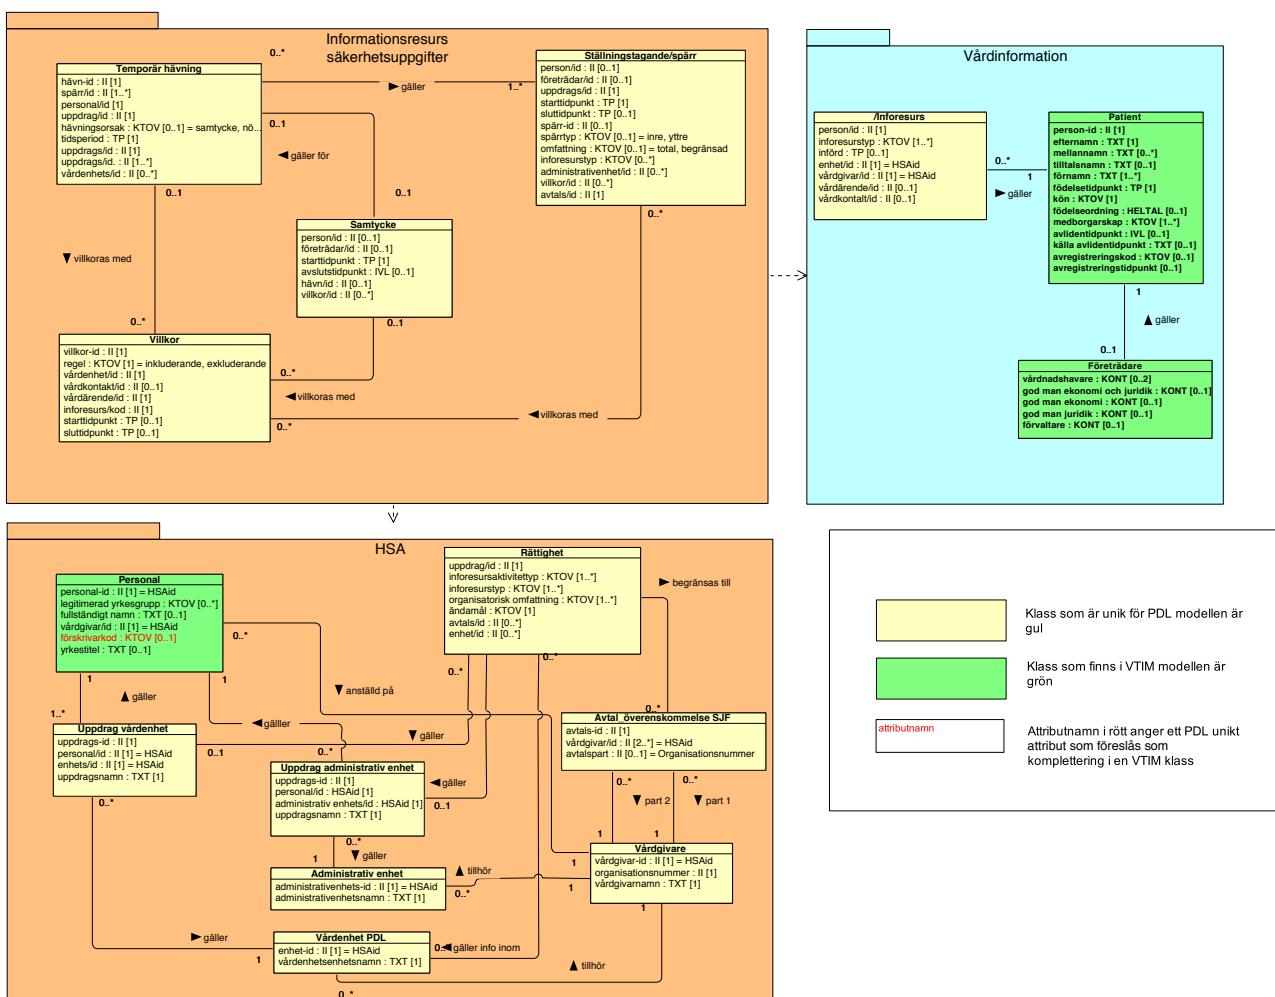 Informationsresurs
säkerhetsuppgifter
Temporär hävning
hävn-id : II [1]
spärr/id : II [1..*]
personal/id [1]
uppdrag/id : II [1]
hävningsorsak : KTOV [0..1] = samtycke, nö...
tidsperiod : TP [1]
uppdrags/id : II [1]
uppdrags/id. : II [1..*]
vårdenhets/id : II [0..*]
0..*
gäller
1..*
0..1
gäller för
0..1
0..1
Ställningstagande/spärr
person/id : II [0..1]
företrädar/id : II [0..1]
uppdrags/id : II [1]
starttidpunkt : TP [1]
sluttidpunkt : TP [0..1]
spärr-id : II [0..1]
spärrtyp : KTOV [0..1] = inre, yttre
omfattning : KTOV [0..1] = total, begränsad
inforesurstyp : KTOV [0..*]
administrativenhet/id : II [0..*]
villkor/id : II [0..*]
avtals/id : II [1]
0..*
Samtycke
person/id : II [0..1]
företrädar/id : II [0..1]
starttidpunkt : TP [1]
avslutstidpunkt : IVL [0..1]
hävn/id : II [0..1]
villkor/id : II [0..*]
0..1
villkoras med
0..*
Villkor
villkor-id : II [1]
regel : KTOV [1] = inkluderande, exkluderande
vårdenhet/id : II [1]
vårdkontakt/id : II [0..1]
vårdärende/id : II [1]
inforesurs/kod : II [1]
starttidpunkt : TP [0..1]
sluttidpunkt : TP [0..1]
0..*
villkoras med
villkoras med
0..*
Vårdinformation
/Inforesurs
person/id : II [1]
inforesurstyp : KTOV [1..*]
införd : TP [0..1]
enhet/id : II [1] = HSAid
vårdgivar/id : II [1] = HSAid
vårdärende/id : II [0..1]
vårdkontalt/id : II [0..1]
0..*
1
gäller
Patient
person-id : II [1]
efternamn : TXT [1]
mellannamn : TXT [0..*]
tilltalsnamn : TXT [0..1]
förnamn : TXT [1..*]
födelsetidpunkt : TP [1]
kön : KTOV [1]
födelseordning : HELTAL [0..1]
medborgarskap : KTOV [1..*]
avlidentidpunkt : IVL [0..1]
källa avlidentidpunkt : TXT [0..1]
avregistreringskod : KTOV [0..1]
avregistreringstidpunkt [0..1]
1
gäller
0..1
Företrädare
vårdnadshavare : KONT [0..2]
god man ekonomi och juridik : KONT [0..1]
god man ekonomi : KONT [0..1]
god man juridik : KONT [0..1]
förvaltare : KONT [0..1]
HSA
Personal
personal-id : II [1] = HSAid
legitimerad yrkesgrupp : KTOV [0..*]
fullständigt namn : TXT [0..1]
vårdgivar/id : II [1] = HSAid
förskrivarkod : KTOV [0..1]
yrkestitel : TXT [0..1]
0..*
1
1
gäller
1..*
Rättighet
uppdrag/id : II [1]
inforesursaktivitettyp : KTOV [1..*]
inforesurstyp : KTOV [1..*]
organisatorisk omfattning : KTOV [1..*]
ändamål : KTOV [1]
avtals/id : II [0..*]
enhet/id : II [0..*]
begränsas till
0..*
0..*
anställd på
gälller
gäller
0..*
Uppdrag vårdenhet
uppdrags-id : II [1]
personal/id : II [1] = HSAid
enhets/id : II [1] = HSAid
uppdragsnamn : TXT [1]
0..1
0..*
0..*
Avtal_överenskommelse SJF
avtals-id : II [1]
vårdgivar/id : II [2..*] = HSAid
avtalspart : II [0..1] = Organisationsnummer
Uppdrag administrativ enhet
uppdrags-id : II [1]
personal/id : HSAid [1]
administrativ enhets/id : HSAid [1]
uppdragsnamn : TXT [1]
gäller
0..1
0..*
0..*
part 2
part 1
1
1
0..*
1
gäller
Administrativ enhet
administrativenhets-id : II [1] = HSAid
administrativenhetsnamn : TXT [1]
tillhör
0..*
1
1
Vårdgivare
vårdgivar-id : II [1] = HSAid
organisationsnummer : II [1]
vårdgivarnamn : TXT [1]
1
gäller
1
Vårdenhet PDL
enhet-id : II [1] = HSAid
vårdenhetsenhetsnamn : TXT [1]
gäller info inom
tillhör
0..*
Klass som är unik för PDL modellen är
gul
Klass som finns i VTIM modellen är
grön
attributnamn
Attributnamn i rött anger ett PDL unikt
attribut som föreslås som
komplettering i en VTIM klass